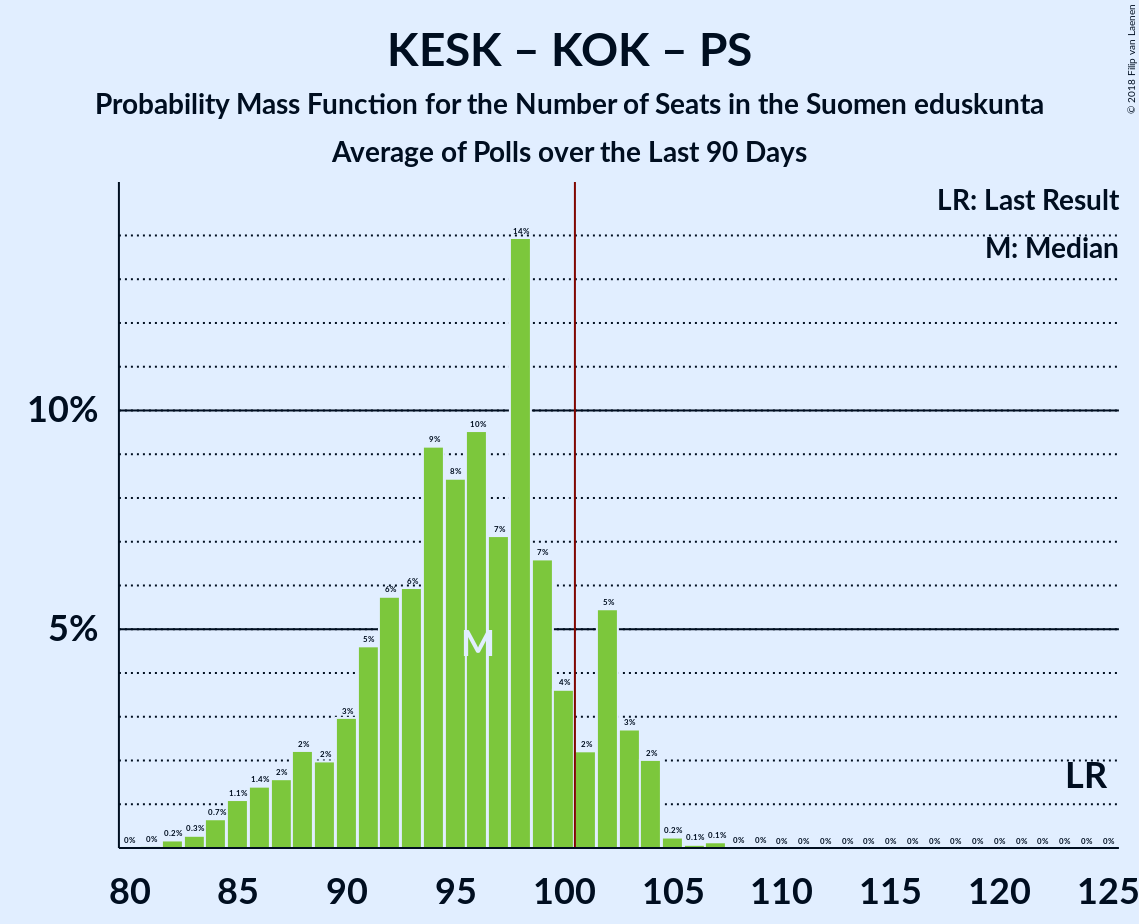 KESK – KOK – PS
Probability Mass Function for the Number of Seats in the Suomen eduskunta
Average of Polls over the Last 90 Days
© 2018 Filip van Laenen
LR: Last Result
M: Median
10%
5%
0% 0% 0.2% 0.3% 0.7% 1.1% 1.4% 2% 2% 2% 3% 5% 6% 6% 9% 8% 10% 7% 14% 7% 4% 2% 5% 3% 2% 0.2% 0.1% 0.1% 0% 0% 0% 0% 0% 0% 0% 0% 0% 0% 0% 0% 0% 0% 0% 0% 0% 0%
M
LR
80 85 90 95 100 105 110 115 120 125